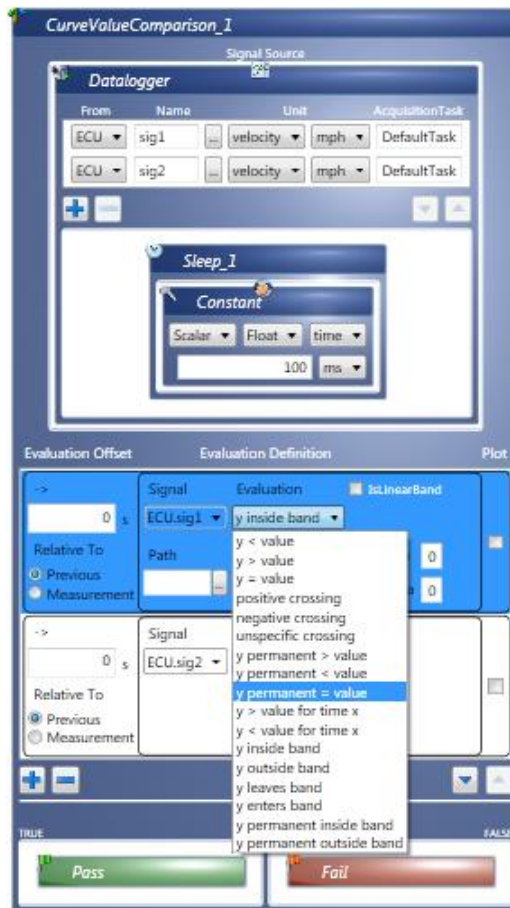 CurveValueComparison_1
Signal Source
Datalogger
From Name Unit AcquisitionTask
ECU sig1 ... velocity mph DefaultTask
ECU sig2 ... velocity mph DefaultTask
Sleep_1
Constant
Scalar Float time
100 ms
Evaluation Offset Evaluation Definition Plot
-> Signal Evaluation IsLinearBand
0 s ECU.sig1 y inside band
Relative To Path 0
Previous ...
Measurement 0
y < value
y > value
y = value
positive crossing
negative crossing
unspecific crossing
y permanent > value
y permanent < value
y permanent = value
y > value for time x
y < value for time x
y inside band
y outside band
y leaves band
y enters band
y permanent inside band
y permanent outside band
-> Signal
0 s ECU.sig2
Relative To
Previous
Measurement
TRUE FALSE
Pass Fail